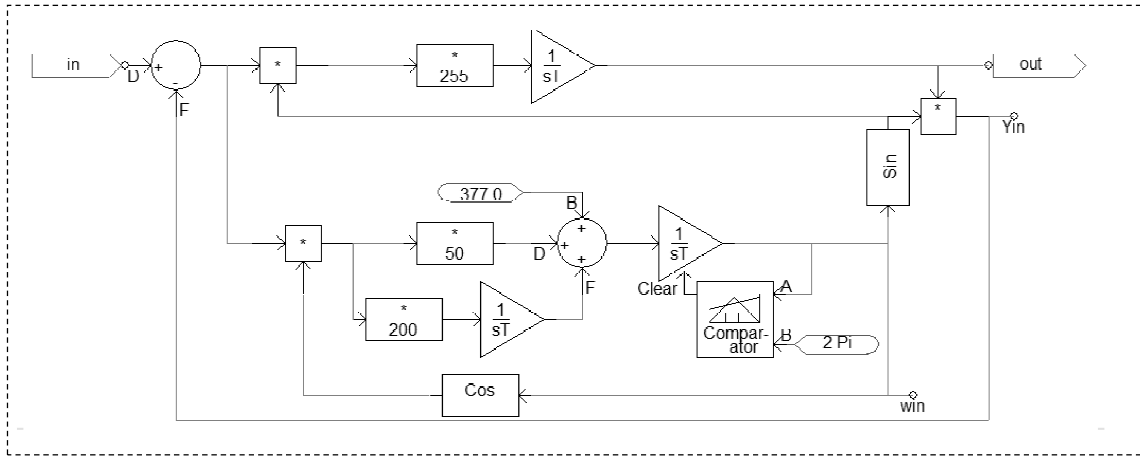 in
D
+
-
F
*
*
255
1
sT
out
*
Yin
Sin
377.0
B
+
*
*
50
D
+
+
F
1
sT
Clear
A
Compar-
ator
B
2 Pi
*
200
1
sT
Cos
win